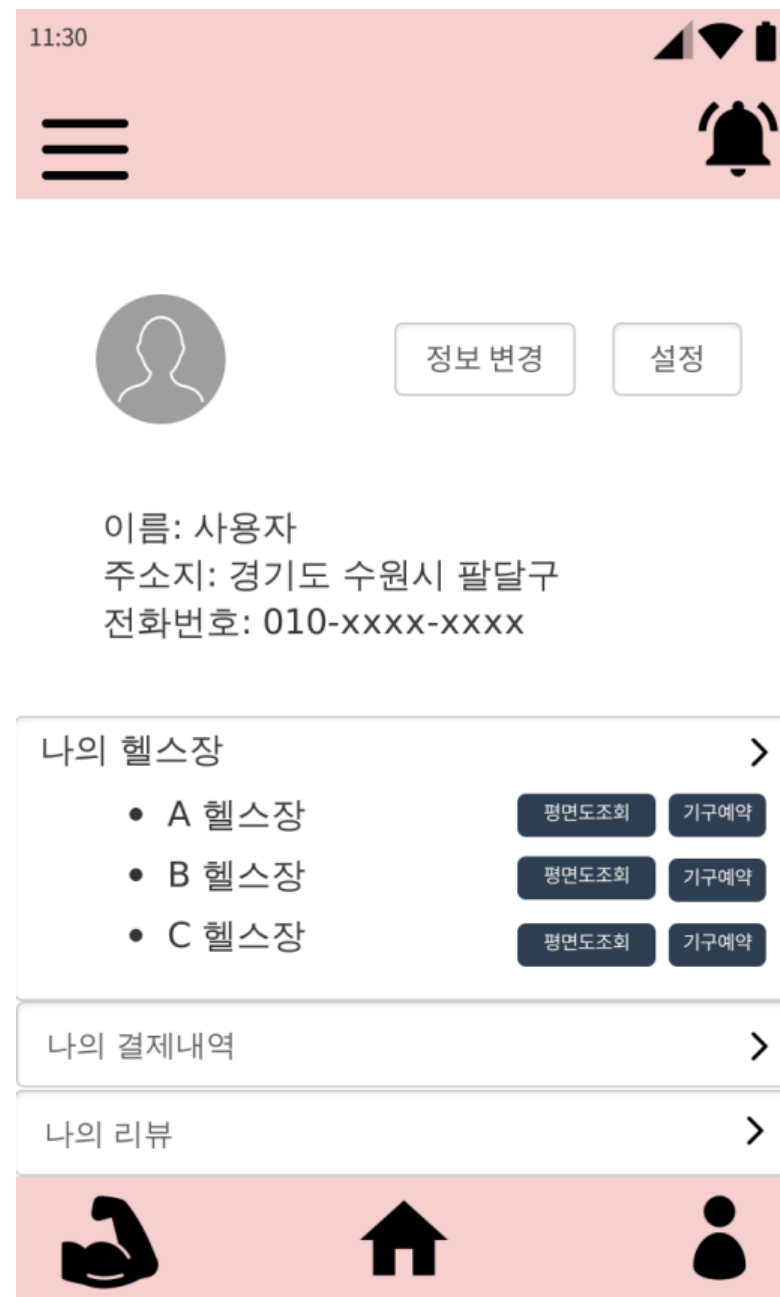 11:30
정보 변경 설정
이름: 사용자
주소지: 경기도 수원시 팔달구
전화번호: 010-xxxx-xxxx
나의 헬스장
• A 헬스장 평면도조회 기구예약
• B 헬스장 평면도조회 기구예약
• C 헬스장 평면도조회 기구예약
나의 결제내역
나의 리뷰